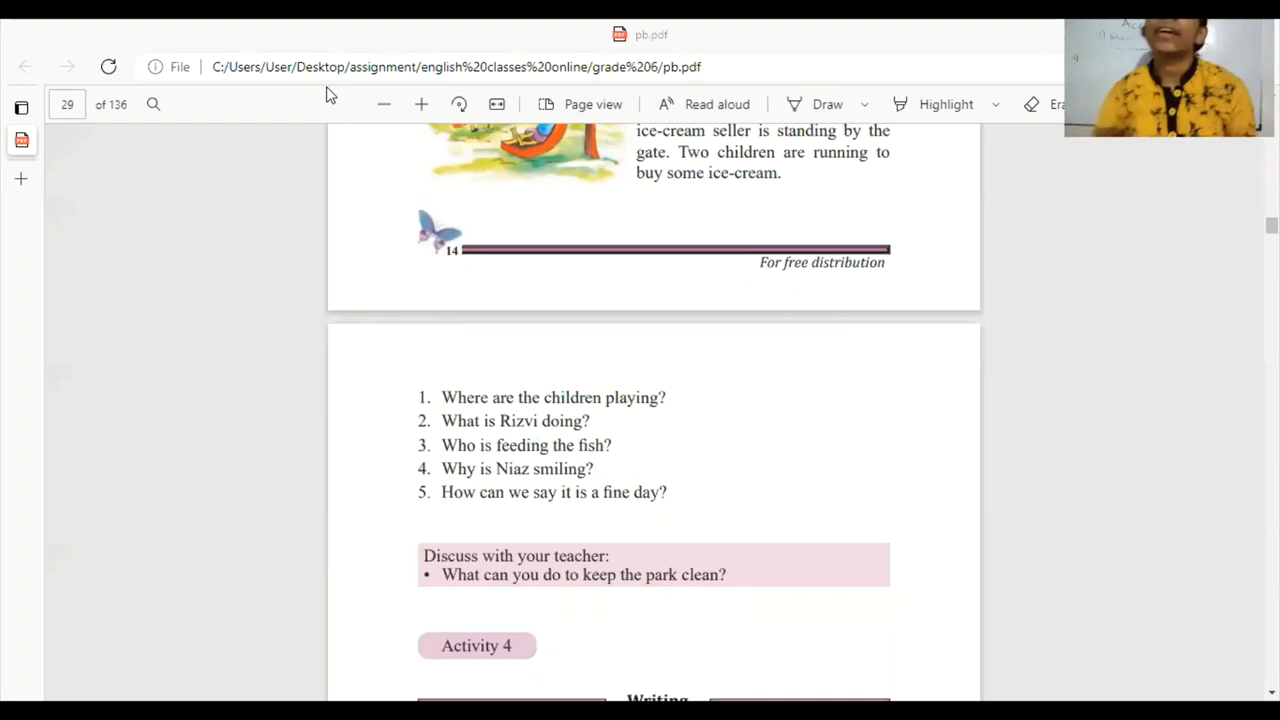 pb.pdf
File C:/Users/User/Desktop/assignment/english%20classes%20online/grade%206/pb.pdf
29 of 136 Page view Read aloud Draw Highlight
ice-cream seller is standing by the
gate. Two children are running to
buy some ice-cream.
14
For free distribution
1. Where are the children playing?
2. What is Rizvi doing?
3. Who is feeding the fish?
4. Why is Niaz smiling?
5. How can we say it is a fine day?
Discuss with your teacher:
• What can you do to keep the park clean?
Activity 4
Writing